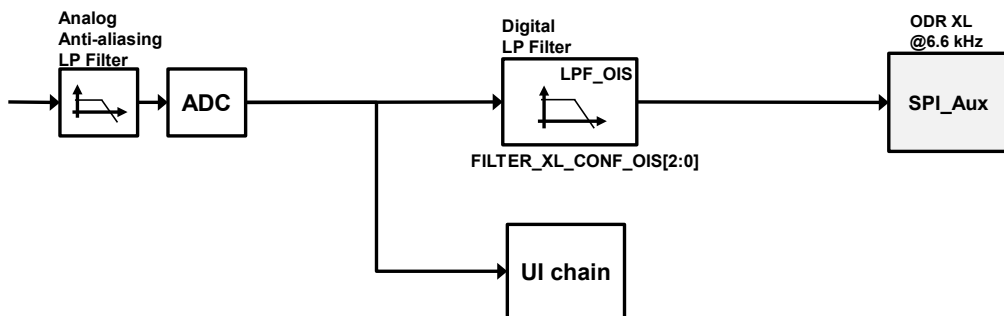 Analog
Anti-aliasing
LP Filter
ADC
Digital
LP Filter
LPF_OIS
FILTER_XL_CONF_OIS[2:0]
ODR XL
@6.6 kHz
SPI_Aux
UI chain